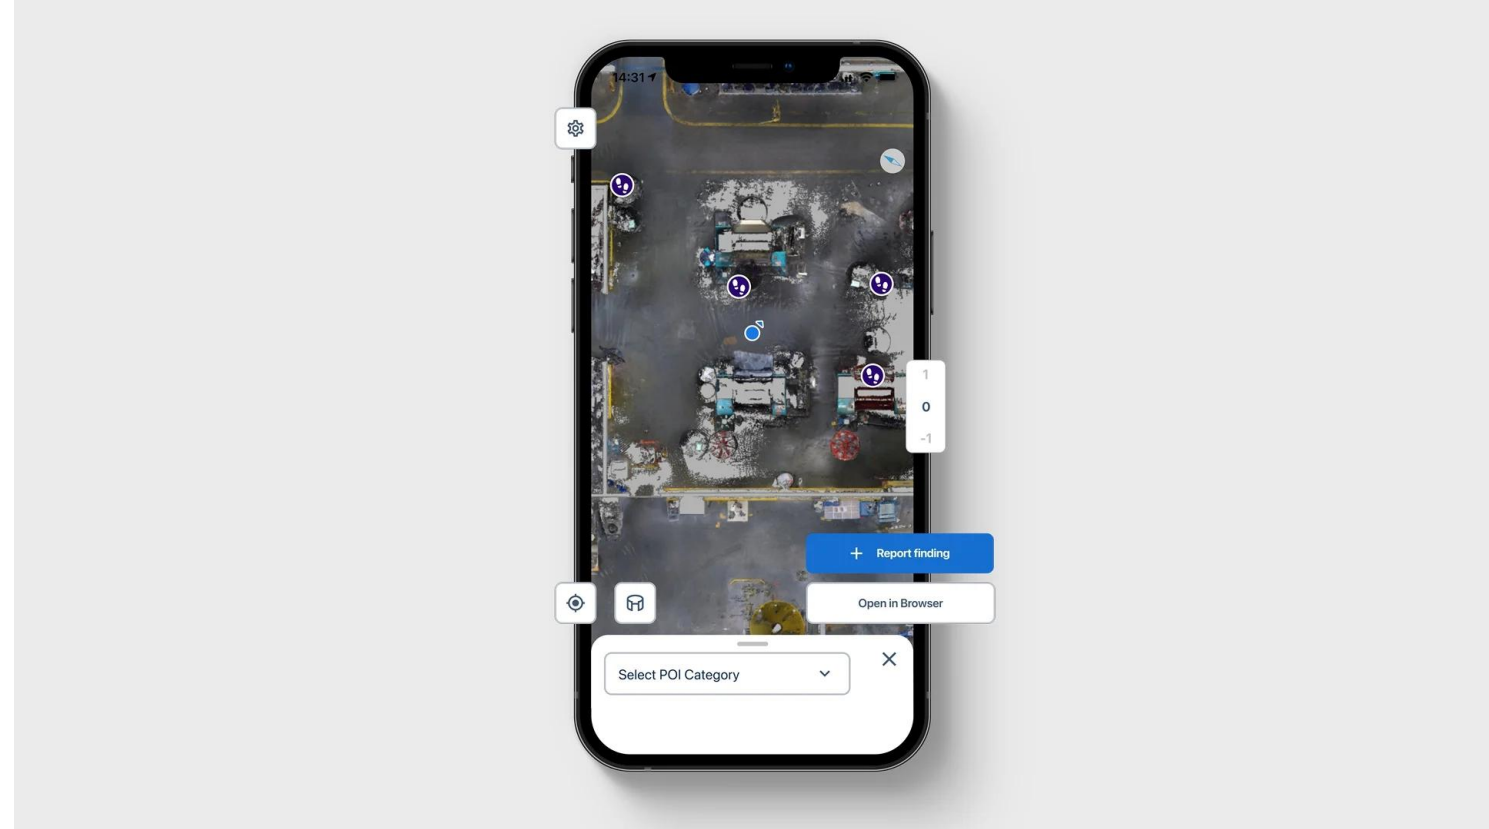 14:31
1
0
-1
+ Report finding
Open in Browser
Select POI Category